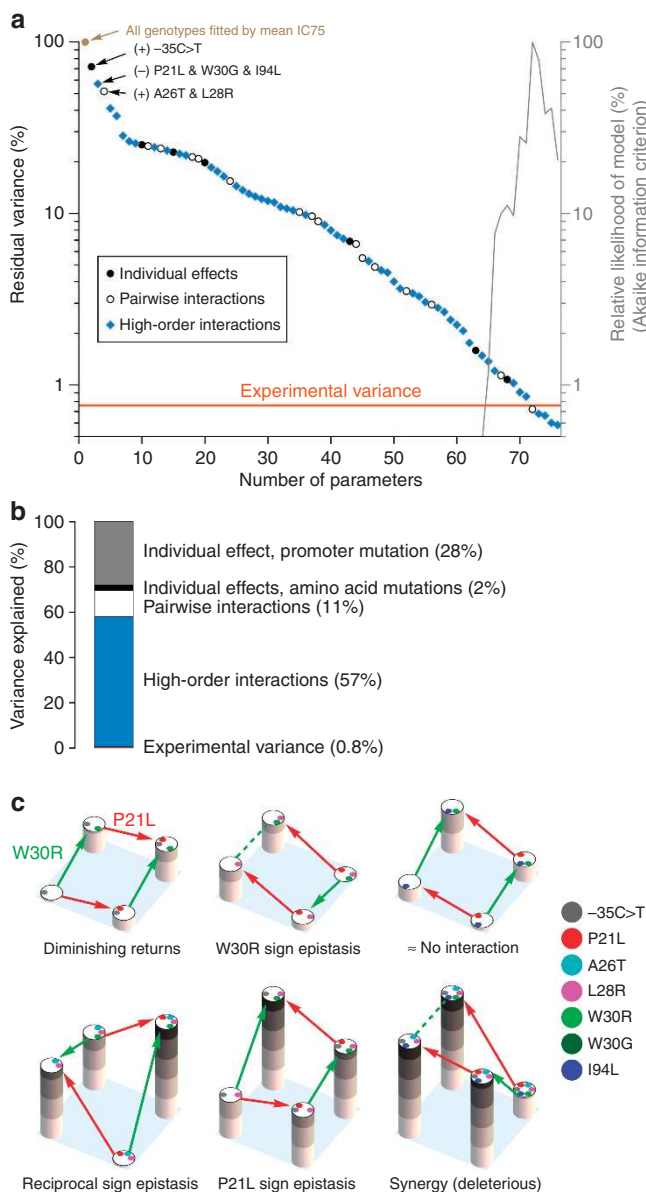 a
All genotypes fitted by mean IC75
(+) –35C>T
(–) P21L & W30G & I94L
(+) A26T & L28R
100
10
1
Residual variance (%)
100
10
1
Relative likelihood of model (%)
(Akaike information criterion)
Individual effects
Pairwise interactions
High-order interactions
Experimental variance
0 10 20 30 40 50 60 70
Number of parameters
b
100
80
60
40
20
0
Variance explained (%)
Individual effect, promoter mutation (28%)
Individual effects, amino acid mutations (2%)
Pairwise interactions (11%)
High-order interactions (57%)
Experimental variance (0.8%)
c
P21L
W30R
Diminishing returns
W30R sign epistasis
≈ No interaction
–35C>T
P21L
A26T
L28R
W30R
W30G
I94L
Reciprocal sign epistasis
P21L sign epistasis
Synergy (deleterious)